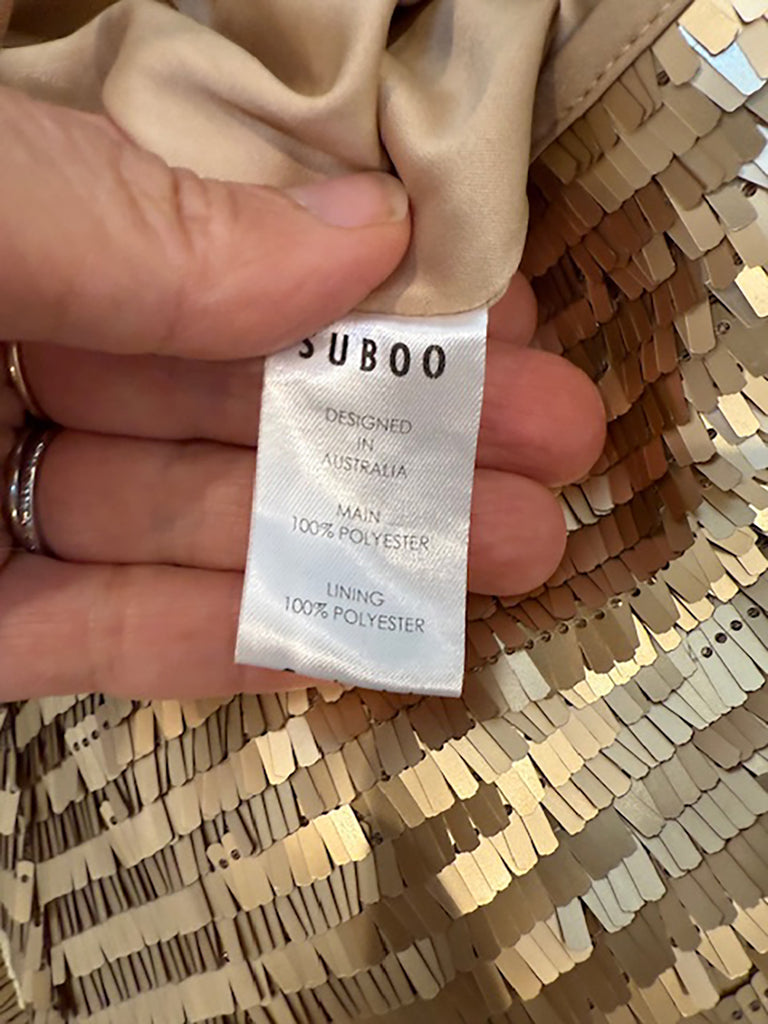 SUBOO
DESIGNED
IN
AUSTRALIA
MAIN
100% POLYESTER
LINING
100% POLYESTER